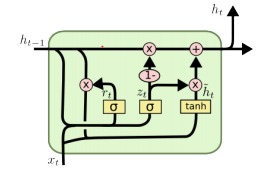 h_t
h_{t-1}
× +
1-
× r_t z_t × h̃_t
σ σ tanh
x_t